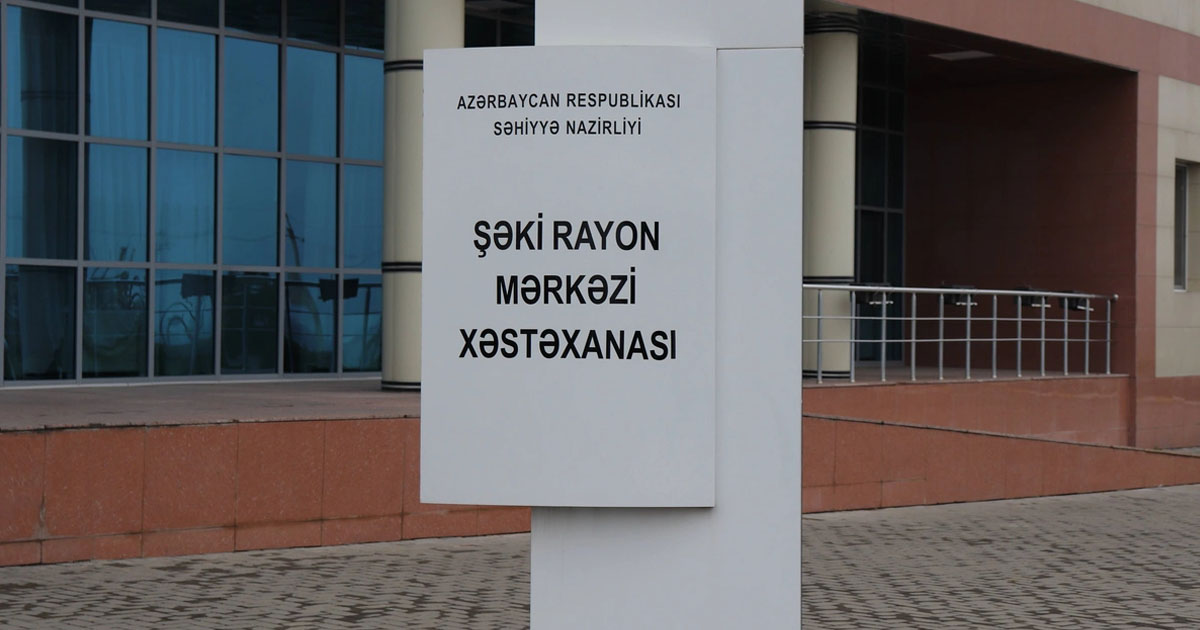 AZƏRBAYCAN RESPUBLİKASI
SƏHİYYƏ NAZİRLİYİ
ŞƏKİ RAYON
MƏRKƏZİ
XƏSTƏXANASI